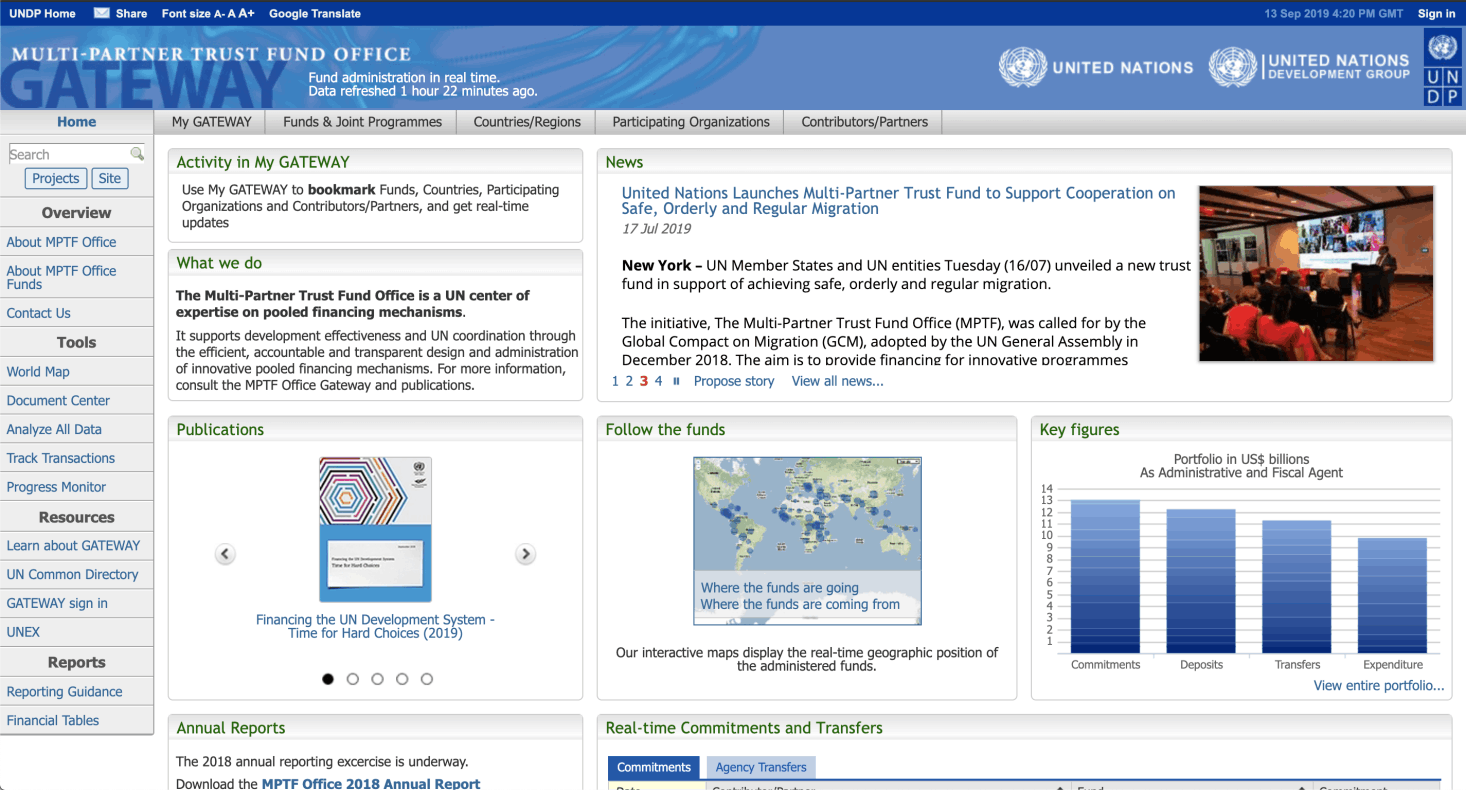 UNDP Home Share Font size A- A A+ Google Translate
13 Sep 2019 4:20 PM GMT Sign in
MULTI-PARTNER TRUST FUND OFFICE
GATEWAY
Fund administration in real time.
Data refreshed 1 hour 22 minutes ago.
UNITED NATIONS
UNITED NATIONS
DEVELOPMENT GROUP
U N
D P
Home
My GATEWAY Funds & Joint Programmes Countries/Regions Participating Organizations Contributors/Partners
Search
Projects Site
Overview
About MPTF Office
About MPTF Office
Funds
Contact Us
Tools
World Map
Document Center
Analyze All Data
Track Transactions
Progress Monitor
Resources
Learn about GATEWAY
UN Common Directory
GATEWAY sign in
UNEX
Reports
Reporting Guidance
Financial Tables
Activity in My GATEWAY
Use My GATEWAY to bookmark Funds, Countries, Participating
Organizations and Contributors/Partners, and get real-time
updates
What we do
The Multi-Partner Trust Fund Office is a UN center of
expertise on pooled financing mechanisms.
It supports development effectiveness and UN coordination through
the efficient, accountable and transparent design and administration
of innovative pooled financing mechanisms. For more information,
consult the MPTF Office Gateway and publications.
News
United Nations Launches Multi-Partner Trust Fund to Support Cooperation on
Safe, Orderly and Regular Migration
17 Jul 2019
New York – UN Member States and UN entities Tuesday (16/07) unveiled a new trust
fund in support of achieving safe, orderly and regular migration.
The initiative, The Multi-Partner Trust Fund Office (MPTF), was called for by the
Global Compact on Migration (GCM), adopted by the UN General Assembly in
December 2018. The aim is to provide financing for innovative programmes
1 2 3 4 Propose story View all news...
Publications
Financing the UN Development System
Time for Hard Choices
Financing the UN Development System -
Time for Hard Choices (2019)
Follow the funds
Where the funds are going
Where the funds are coming from
Our interactive maps display the real-time geographic position of
the administered funds.
Key figures
Portfolio in US$ billions
As Administrative and Fiscal Agent
14
13
12
11
10
9
8
7
6
5
4
3
2
1
Commitments Deposits Transfers Expenditure
View entire portfolio...
Annual Reports
The 2018 annual reporting excercise is underway.
Download the MPTF Office 2018 Annual Report
Real-time Commitments and Transfers
Commitments Agency Transfers
Date Contributor/Partner Fund Commitment